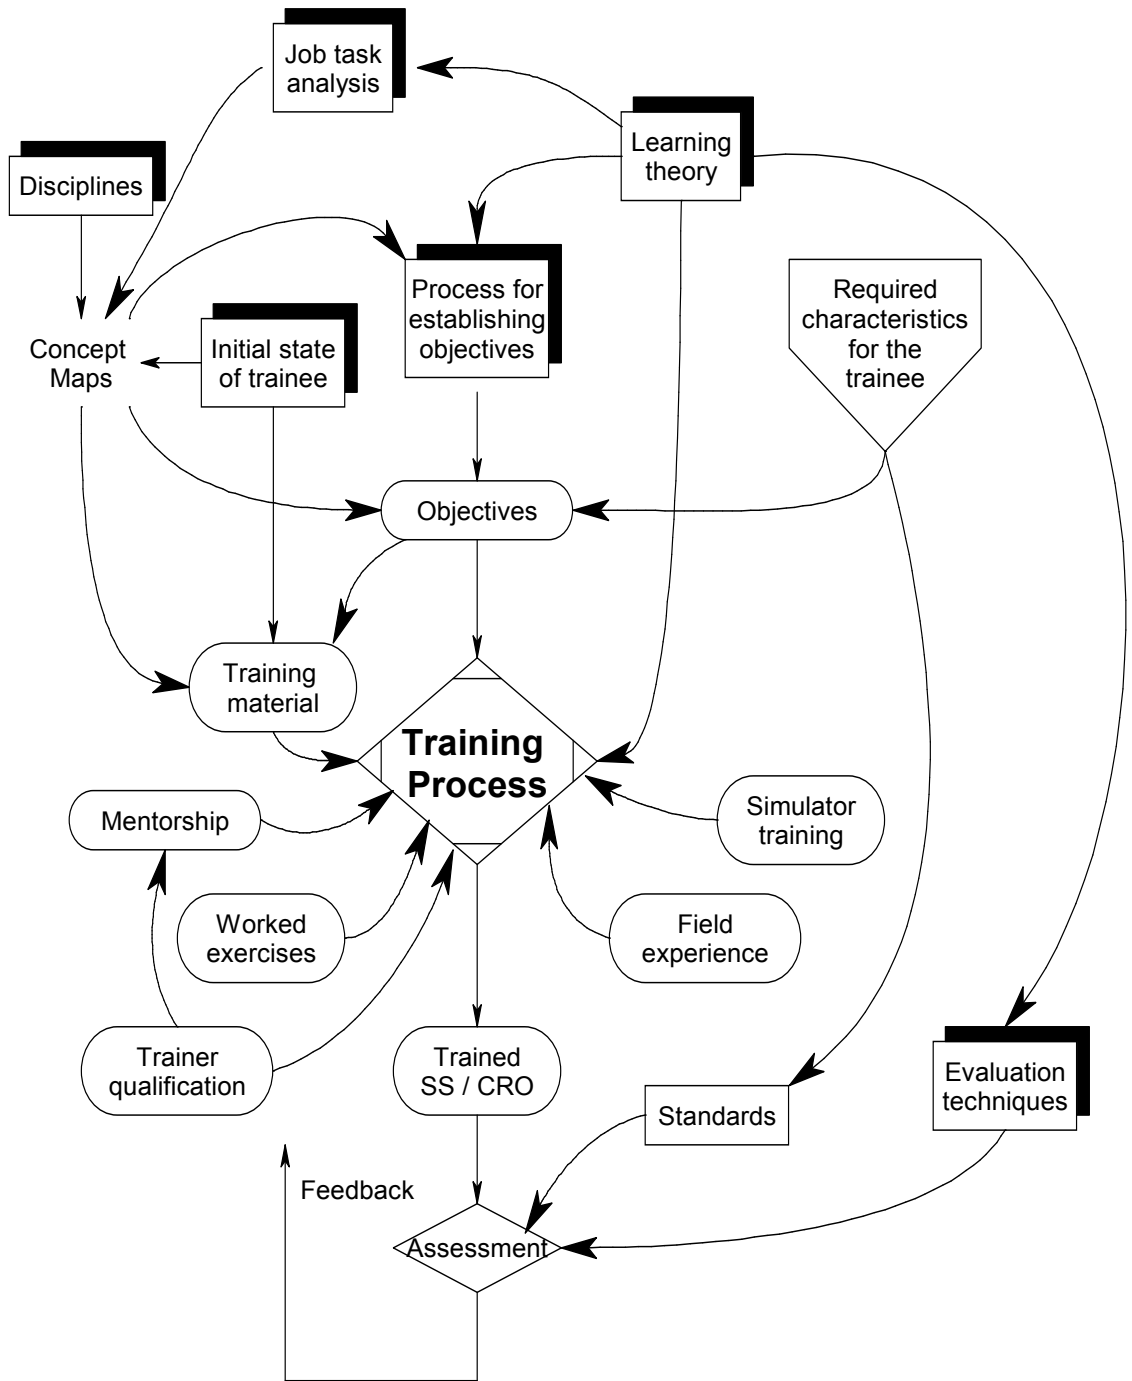 Job task
analysis
Learning
theory
Disciplines
Process for
establishing
objectives
Required
characteristics
for the
trainee
Concept
Maps
Initial state
of trainee
Objectives
Training
material
Training
Process
Mentorship
Simulator
training
Worked
exercises
Field
experience
Trainer
qualification
Trained
SS / CRO
Standards
Evaluation
techniques
Feedback
Assessment